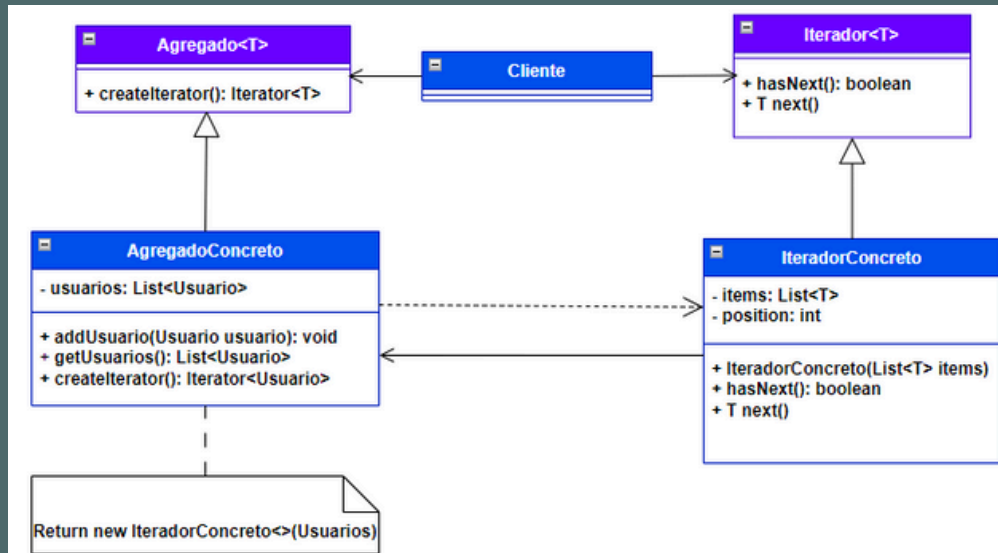 Agregado<T>
+ createIterator(): Iterator<T>
Cliente
Iterador<T>
+ hasNext(): boolean
+ T next()
AgregadoConcreto
- usuarios: List<Usuario>
+ addUsuario(Usuario usuario): void
+ getUsuarios(): List<Usuario>
+ createIterator(): Iterator<Usuario>
IteradorConcreto
- items: List<T>
- position: int
+ IteradorConcreto(List<T> items)
+ hasNext(): boolean
+ T next()
Return new IteradorConcreto<>(Usuarios)